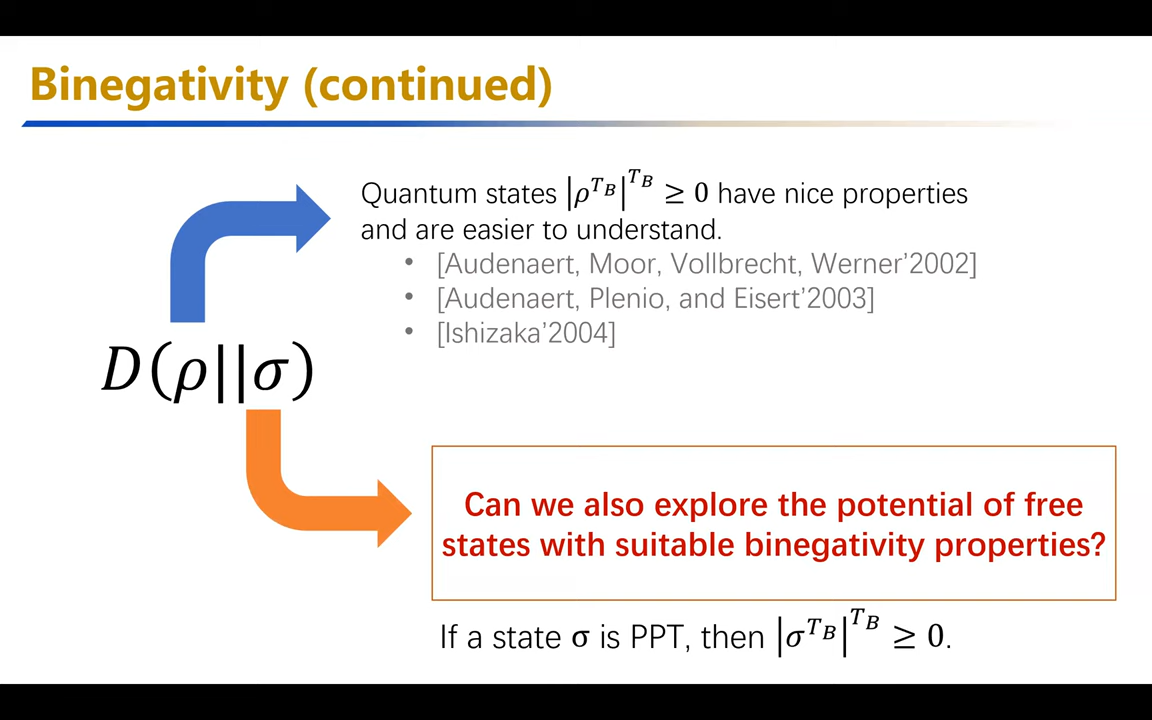 Binegativity (continued)
Quantum states |ρ^{T_B}|^{T_B} ≥ 0 have nice properties
and are easier to understand.
• [Audenaert, Moor, Vollbrecht, Werner’2002]
• [Audenaert, Plenio, and Eisert’2003]
• [Ishizaka’2004]
D(ρ||σ)
Can we also explore the potential of free
states with suitable binegativity properties?
If a state σ is PPT, then |σ^{T_B}|^{T_B} ≥ 0.